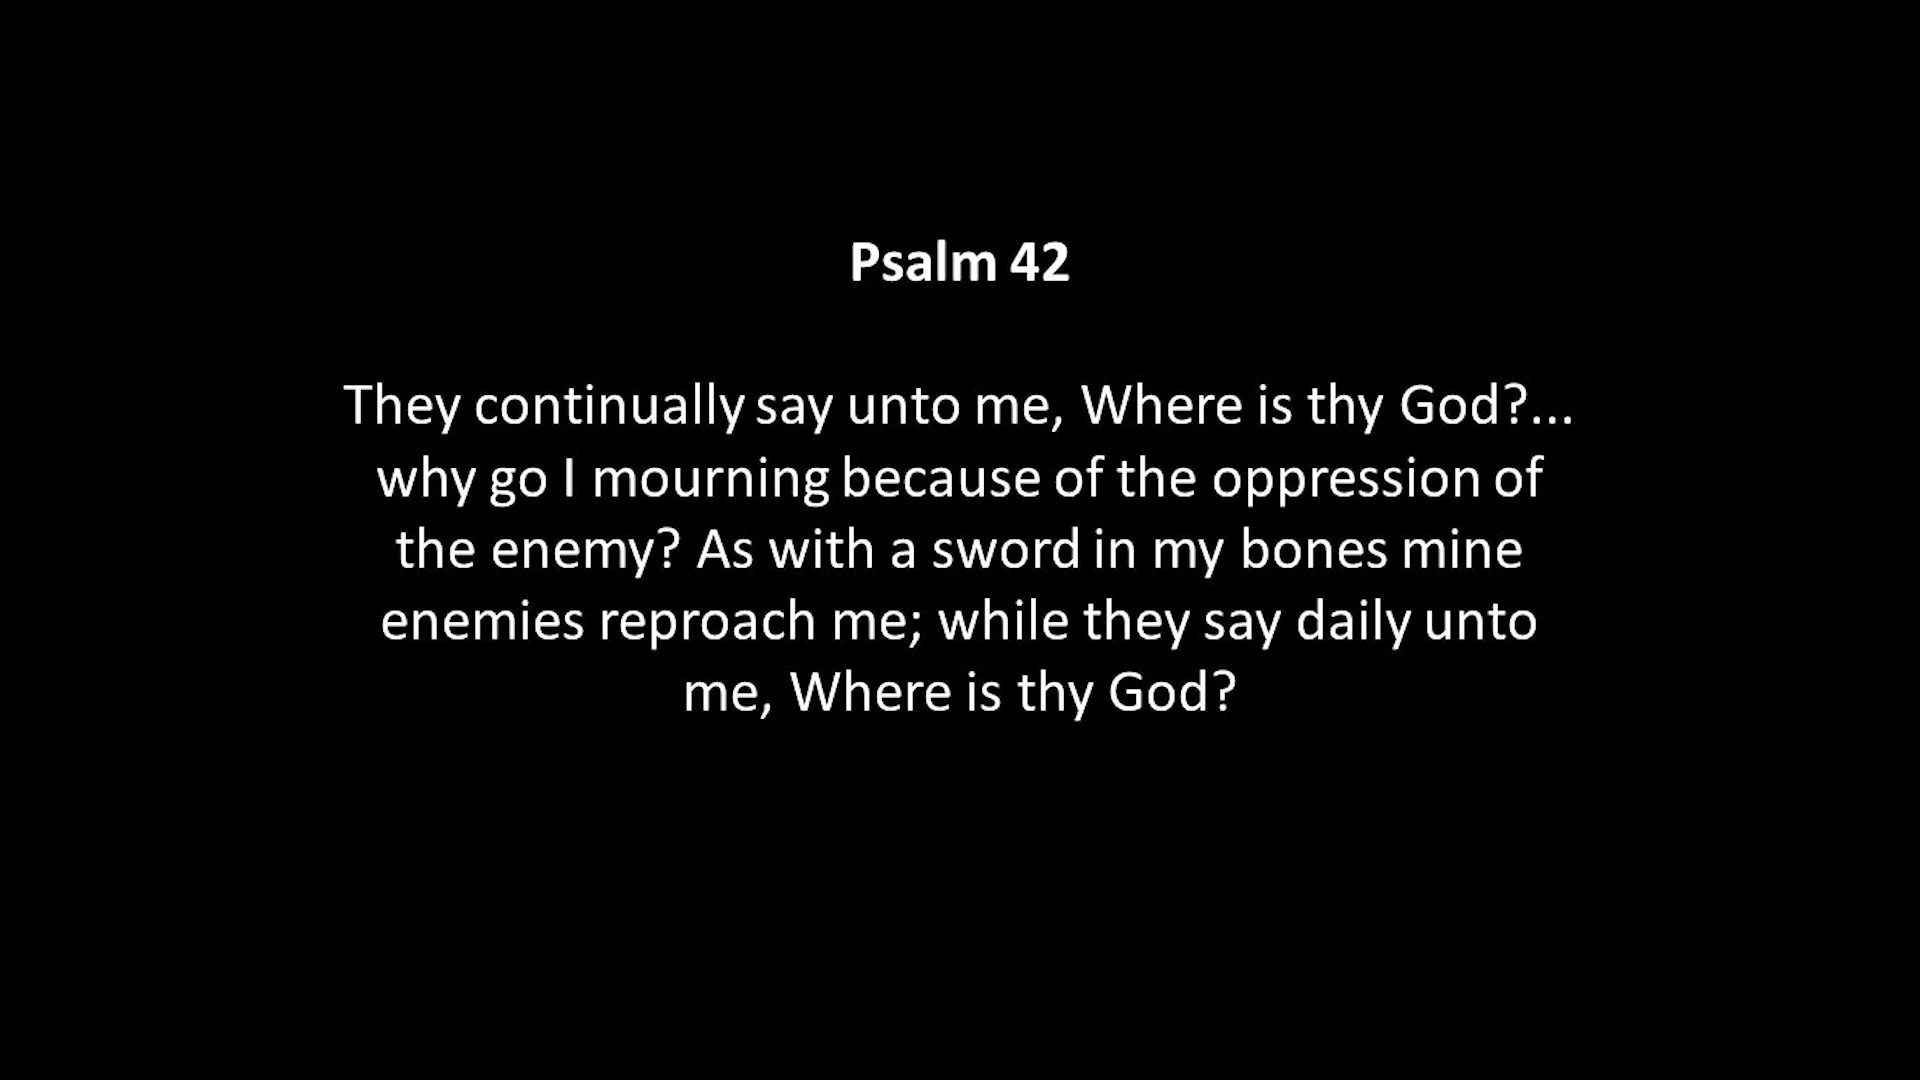 Psalm 42
They continually say unto me, Where is thy God?...
why go I mourning because of the oppression of
the enemy? As with a sword in my bones mine
enemies reproach me; while they say daily unto
me, Where is thy God?